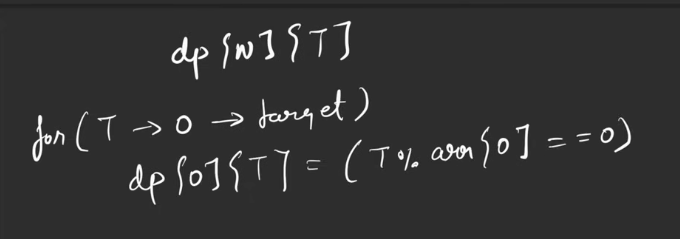 dp[N][T]
for(T → 0 → target)
dp[0][T] = (T % arr[0] == 0)